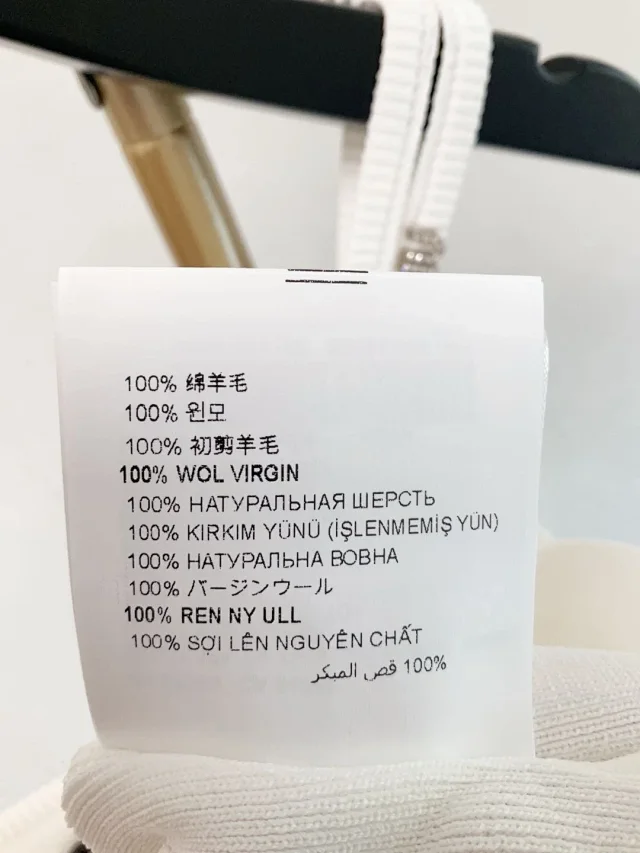 100% 绵羊毛
100% 윈모
100% 初剪羊毛
100% WOL VIRGIN
100% НАТУРАЛЬНАЯ ШЕРСТЬ
100% KIRKIM YÜNÜ (İŞLENMEMİŞ YÜN)
100% НАТУРАЛЬНА ВОВНА
100% バージンウール
100% REN NY ULL
100% SỢI LÊN NGUYÊN CHẤT
100% قص المبكر